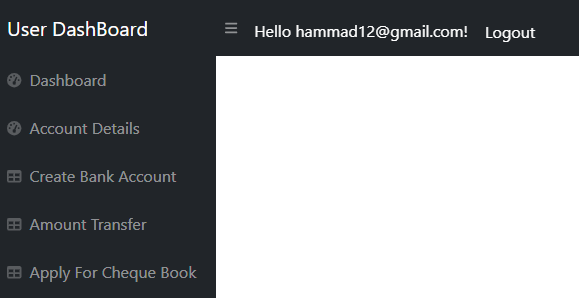 User DashBoard
Hello hammad12@gmail.com! Logout
Dashboard
Account Details
Create Bank Account
Amount Transfer
Apply For Cheque Book